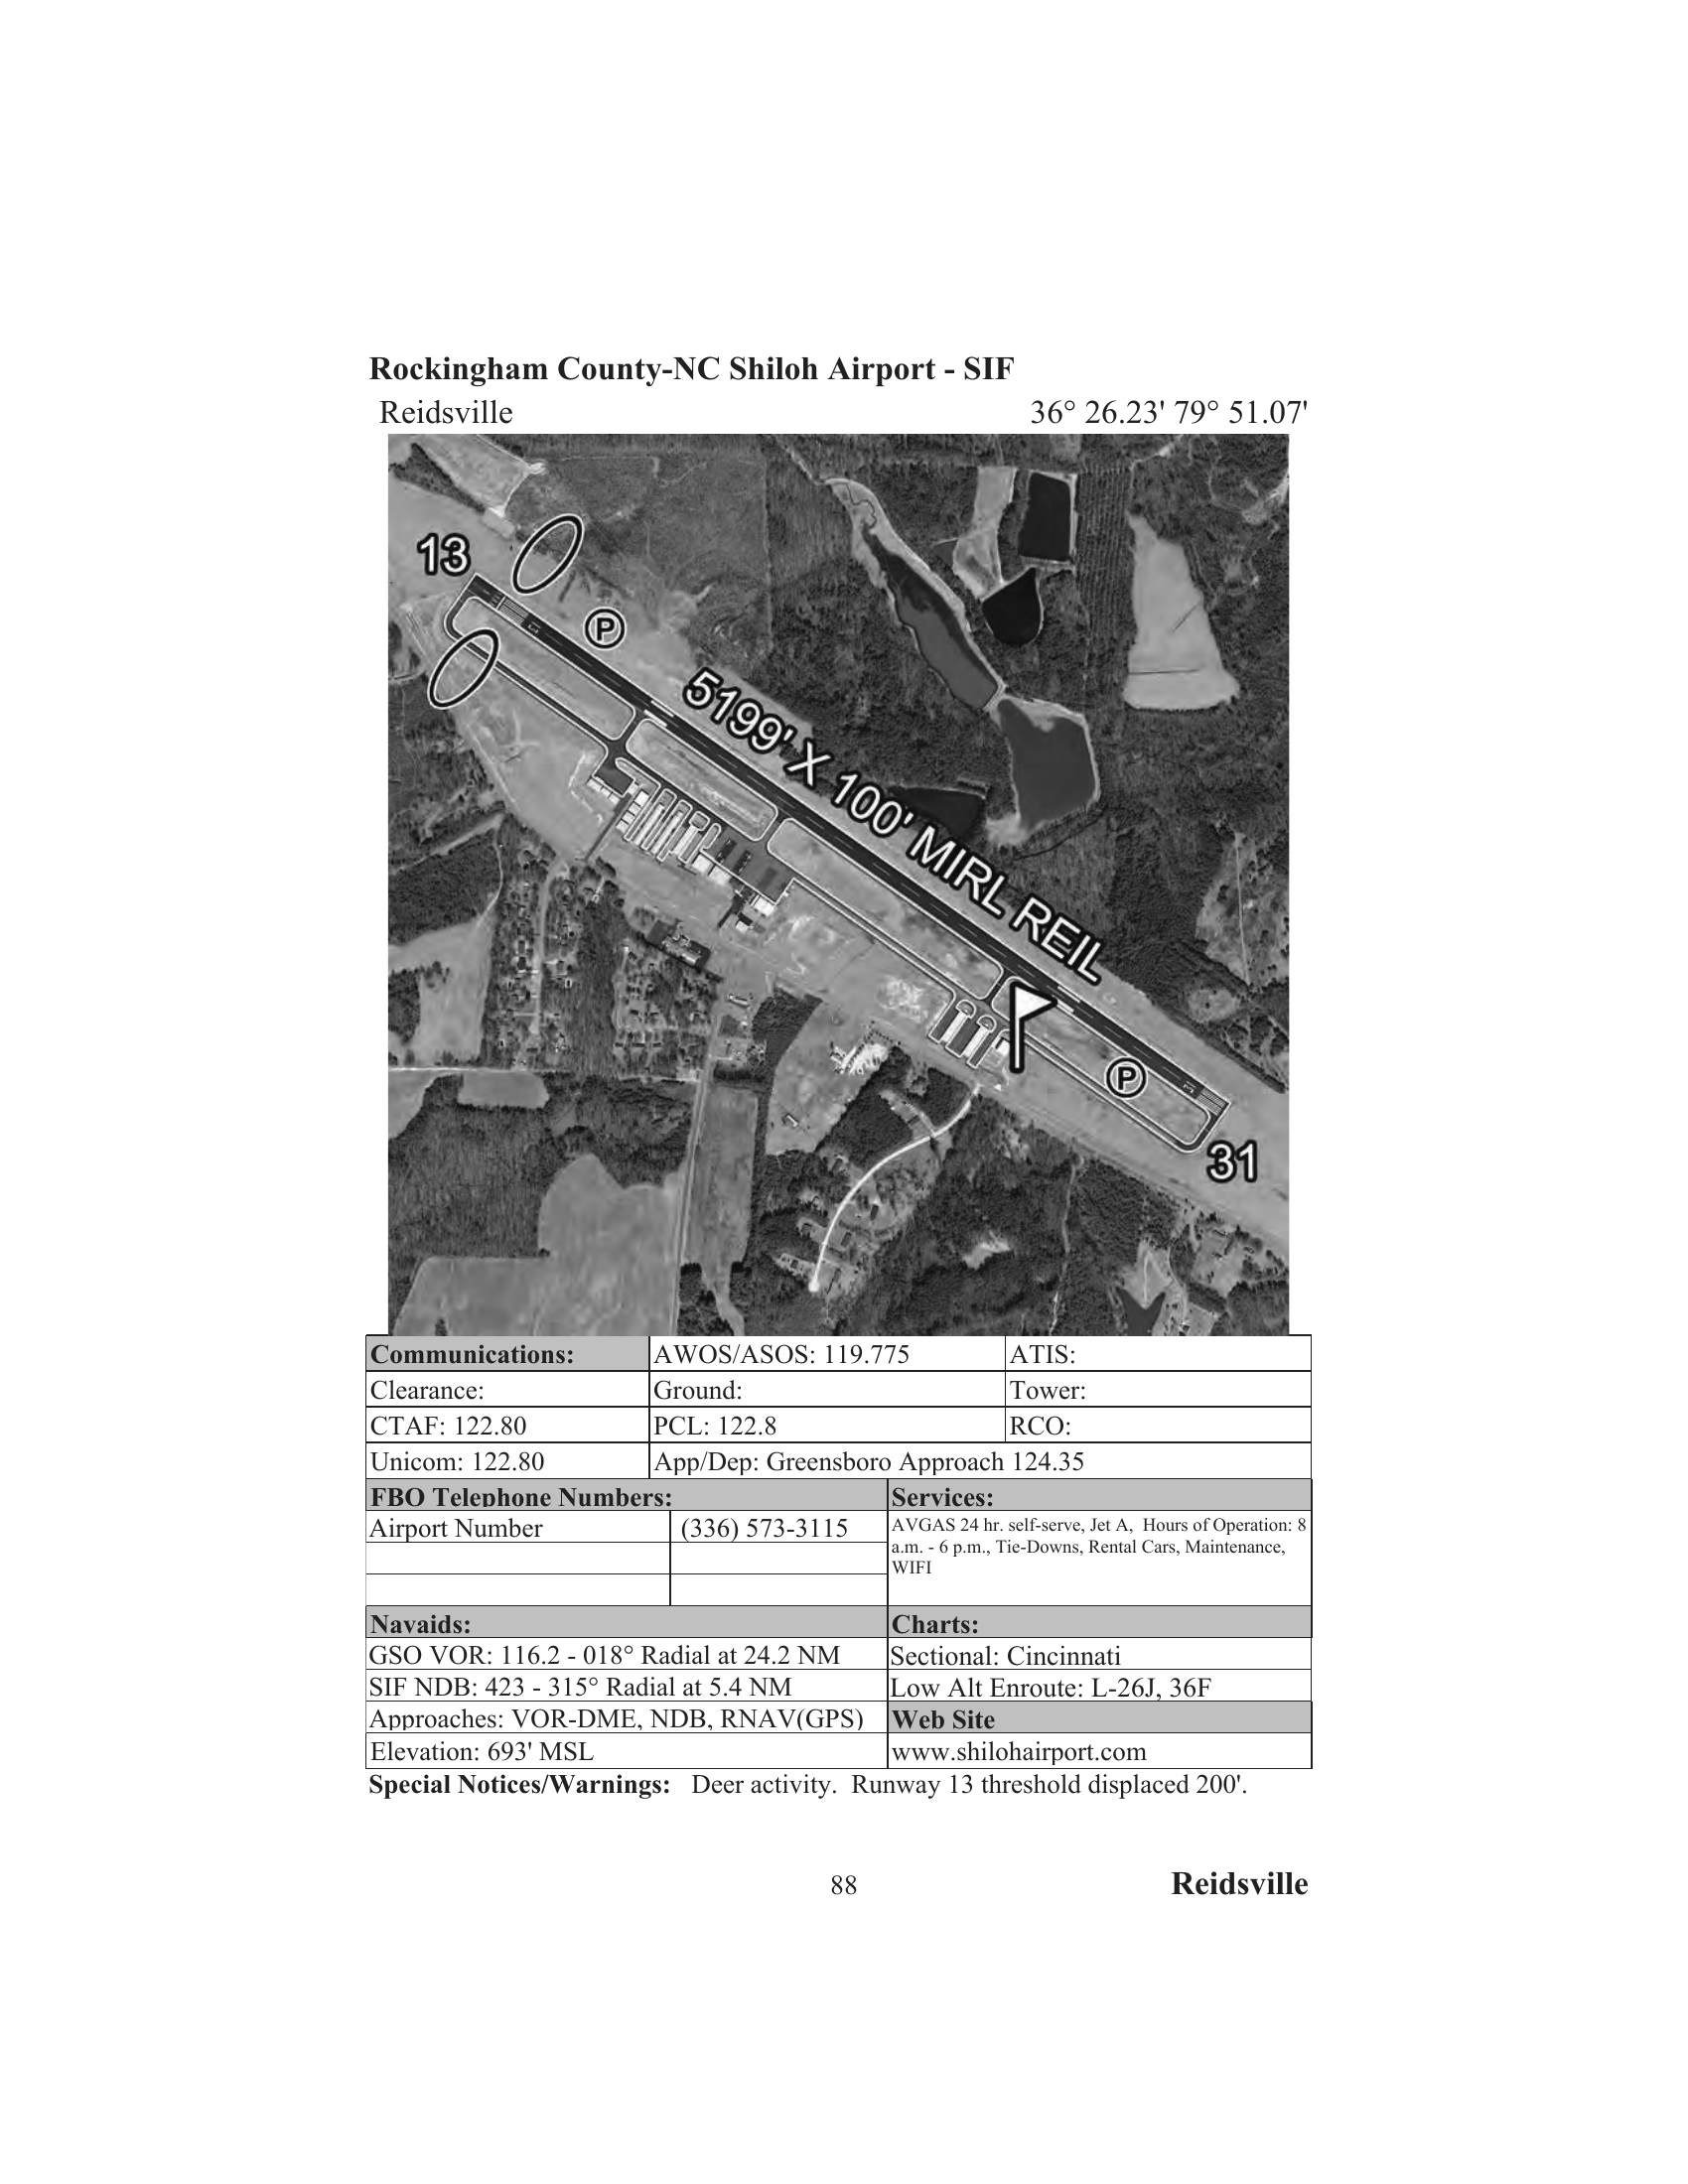 Rockingham County-NC Shiloh Airport - SIF
Reidsville 36° 26.23' 79° 51.07'
13
P
5199' X 100' MIRL REIL
P
31
Communications: AWOS/ASOS: 119.775 ATIS:
Clearance: Ground: Tower:
CTAF: 122.80 PCL: 122.8 RCO:
Unicom: 122.80 App/Dep: Greensboro Approach 124.35
FBO Telephone Numbers: Services:
Airport Number (336) 573-3115
AVGAS 24 hr. self-serve, Jet A,  Hours of Operation: 8
a.m. - 6 p.m., Tie-Downs, Rental Cars, Maintenance,
WIFI
Navaids: Charts:
GSO VOR: 116.2 - 018° Radial at 24.2 NM Sectional: Cincinnati
SIF NDB: 423 - 315° Radial at 5.4 NM Low Alt Enroute: L-26J, 36F
Approaches: VOR-DME, NDB, RNAV(GPS) Web Site
Elevation: 693' MSL www.shilohairport.com
Special Notices/Warnings: Deer activity.  Runway 13 threshold displaced 200'.
88 Reidsville